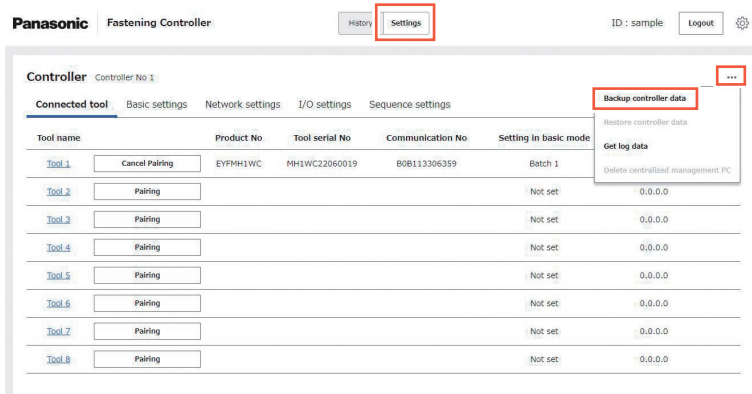 Panasonic Fastening Controller History Settings ID : sample Logout
Controller Controller No 1 ...
Connected tool Basic settings Network settings I/O settings Sequence settings
Backup controller data
Restore controller data
Get log data
Delete centralized management PC
Tool name Product No Tool serial No Communication No Setting in basic mode
Tool 1 Cancel Pairing EYFMH1WC MH1WC22060019 B0B113306359 Batch 1
Tool 2 Pairing Not set 0.0.0.0
Tool 3 Pairing Not set 0.0.0.0
Tool 4 Pairing Not set 0.0.0.0
Tool 5 Pairing Not set 0.0.0.0
Tool 6 Pairing Not set 0.0.0.0
Tool 7 Pairing Not set 0.0.0.0
Tool 8 Pairing Not set 0.0.0.0